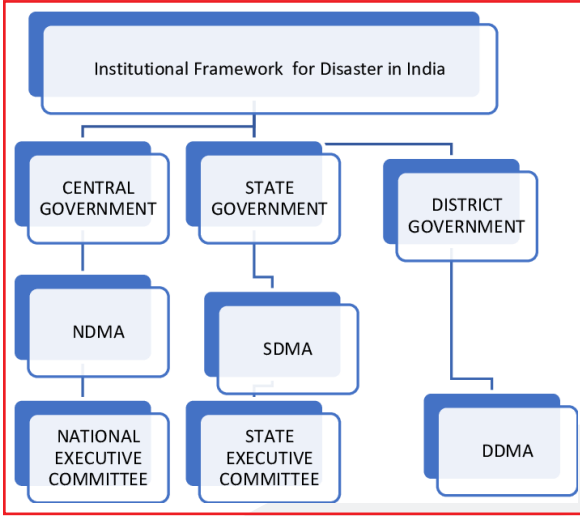 Institutional Framework for Disaster in India
CENTRAL
GOVERNMENT
STATE
GOVERNMENT
DISTRICT
GOVERNMENT
NDMA
SDMA
NATIONAL
EXECUTIVE
COMMITTEE
STATE
EXECUTIVE
COMMITTEE
DDMA